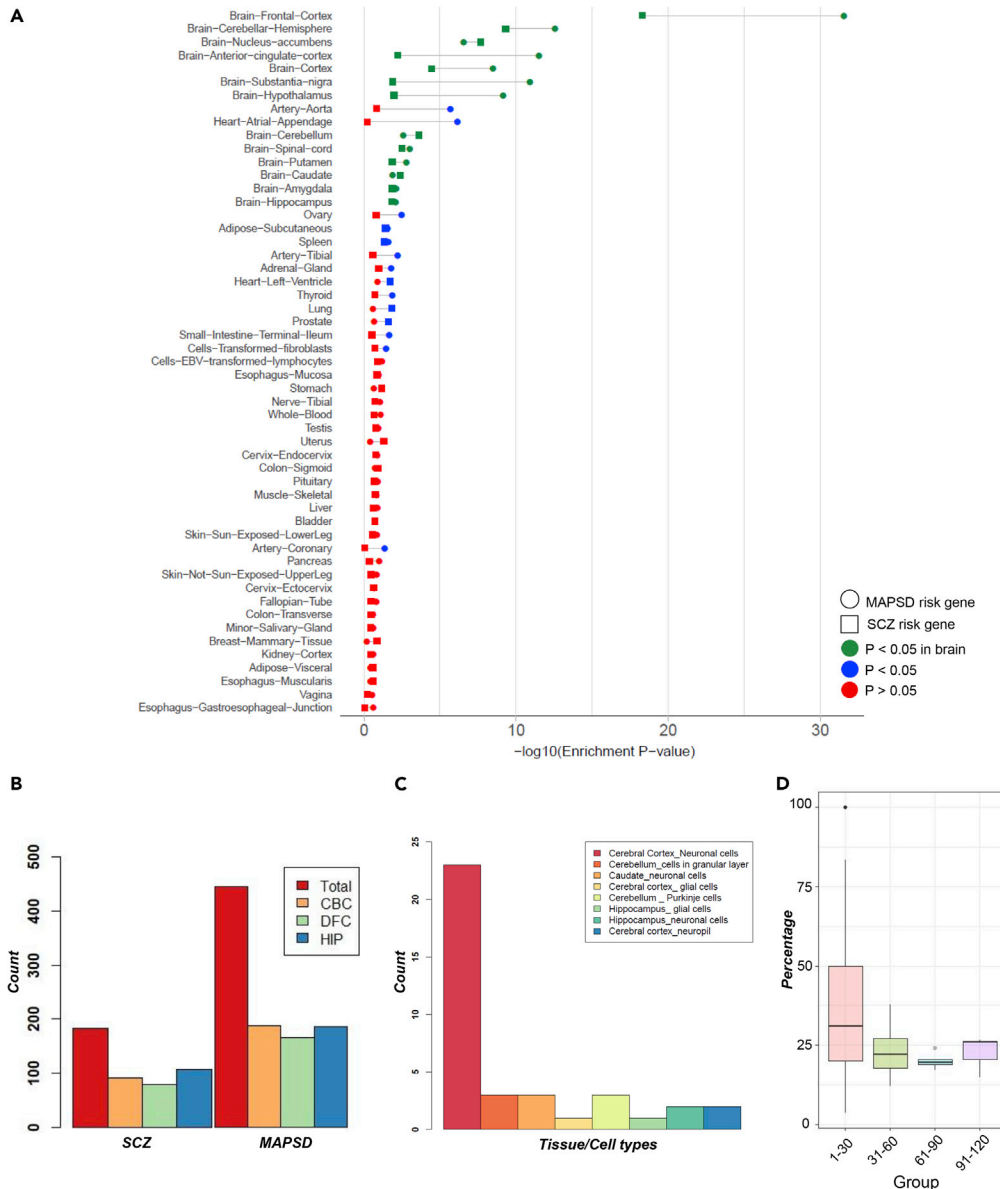 A
Brain−Frontal−Cortex
Brain−Cerebellar−Hemisphere
Brain−Nucleus−accumbens
Brain−Anterior−cingulate−cortex
Brain−Cortex
Brain−Substantia−nigra
Brain−Hypothalamus
Artery−Aorta
Heart−Atrial−Appendage
Brain−Cerebellum
Brain−Spinal−cord
Brain−Putamen
Brain−Caudate
Brain−Amygdala
Brain−Hippocampus
Ovary
Adipose−Subcutaneous
Spleen
Artery−Tibial
Adrenal−Gland
Heart−Left−Ventricle
Thyroid
Lung
Prostate
Small−Intestine−Terminal−Ileum
Cells−Transformed−fibroblasts
Cells−EBV−transformed−lymphocytes
Esophagus−Mucosa
Stomach
Nerve−Tibial
Whole−Blood
Testis
Uterus
Cervix−Endocervix
Colon−Sigmoid
Pituitary
Muscle−Skeletal
Liver
Bladder
Skin−Sun−Exposed−LowerLeg
Artery−Coronary
Pancreas
Skin−Not−Sun−Exposed−UpperLeg
Cervix−Ectocervix
Fallopian−Tube
Colon−Transverse
Minor−Salivary−Gland
Breast−Mammary−Tissue
Kidney−Cortex
Adipose−Visceral
Esophagus−Muscularis
Vagina
Esophagus−Gastroesophageal−Junction
0 10 20 30
−log10(Enrichment P−value)
MAPSD risk gene
SCZ risk gene
P < 0.05 in brain
P < 0.05
P > 0.05
B
500
400
300
200
100
0
Count
Total
CBC
DFC
HIP
SCZ MAPSD
C
25
20
15
10
5
0
Count
Cerebral Cortex_Neuronal cells
Cerebellum_cells in granular layer
Caudate_neuronal cells
Cerebral cortex_ glial cells
Cerebellum _ Purkinje cells
Hippocampus_ glial cells
Hippocampus_neuronal cells
Cerebral cortex_neuropil
Tissue/Cell types
D
100
75
50
25
0
Percentage
1-30 31-60 61-90 91-120
Group